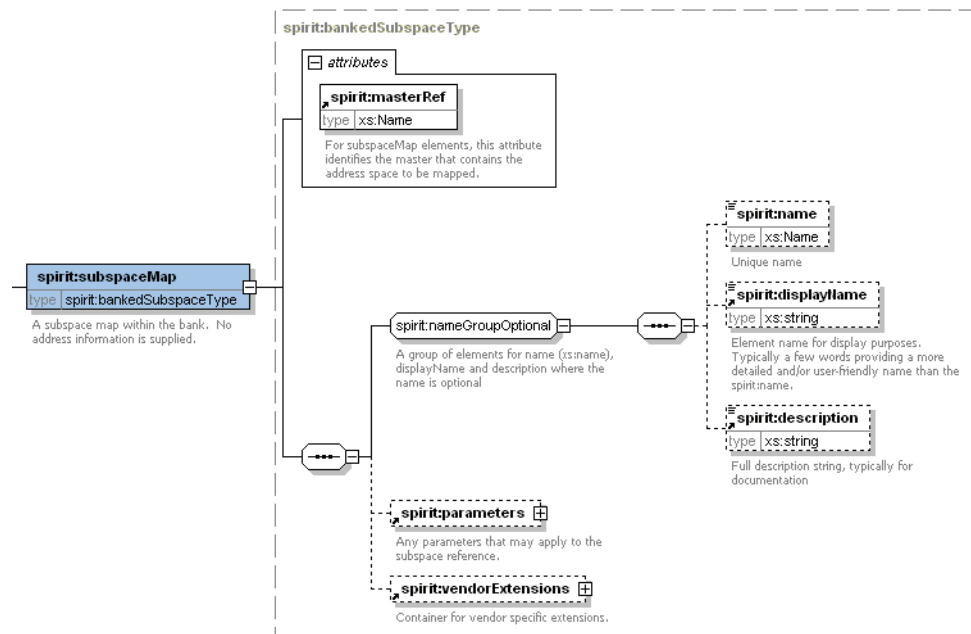 spirit:bankedSubspaceType
attributes
spirit:masterRef
type xs:Name
For subspaceMap elements, this attribute
identifies the master that contains the
address space to be mapped.
spirit:name
type xs:Name
Unique name
spirit:subspaceMap
type spirit:bankedSubspaceType
A subspace map within the bank.  No
address information is supplied.
spirit:displayName
type xs:string
Element name for display purposes.
Typically a few words providing a more
detailed and/or user-friendly name than the
spirit:name.
spirit:nameGroupOptional
A group of elements for name (xs:name),
displayName and description where the
name is optional
spirit:description
type xs:string
Full description string, typically for
documentation
spirit:parameters
Any parameters that may apply to the
subspace reference.
spirit:vendorExtensions
Container for vendor specific extensions.